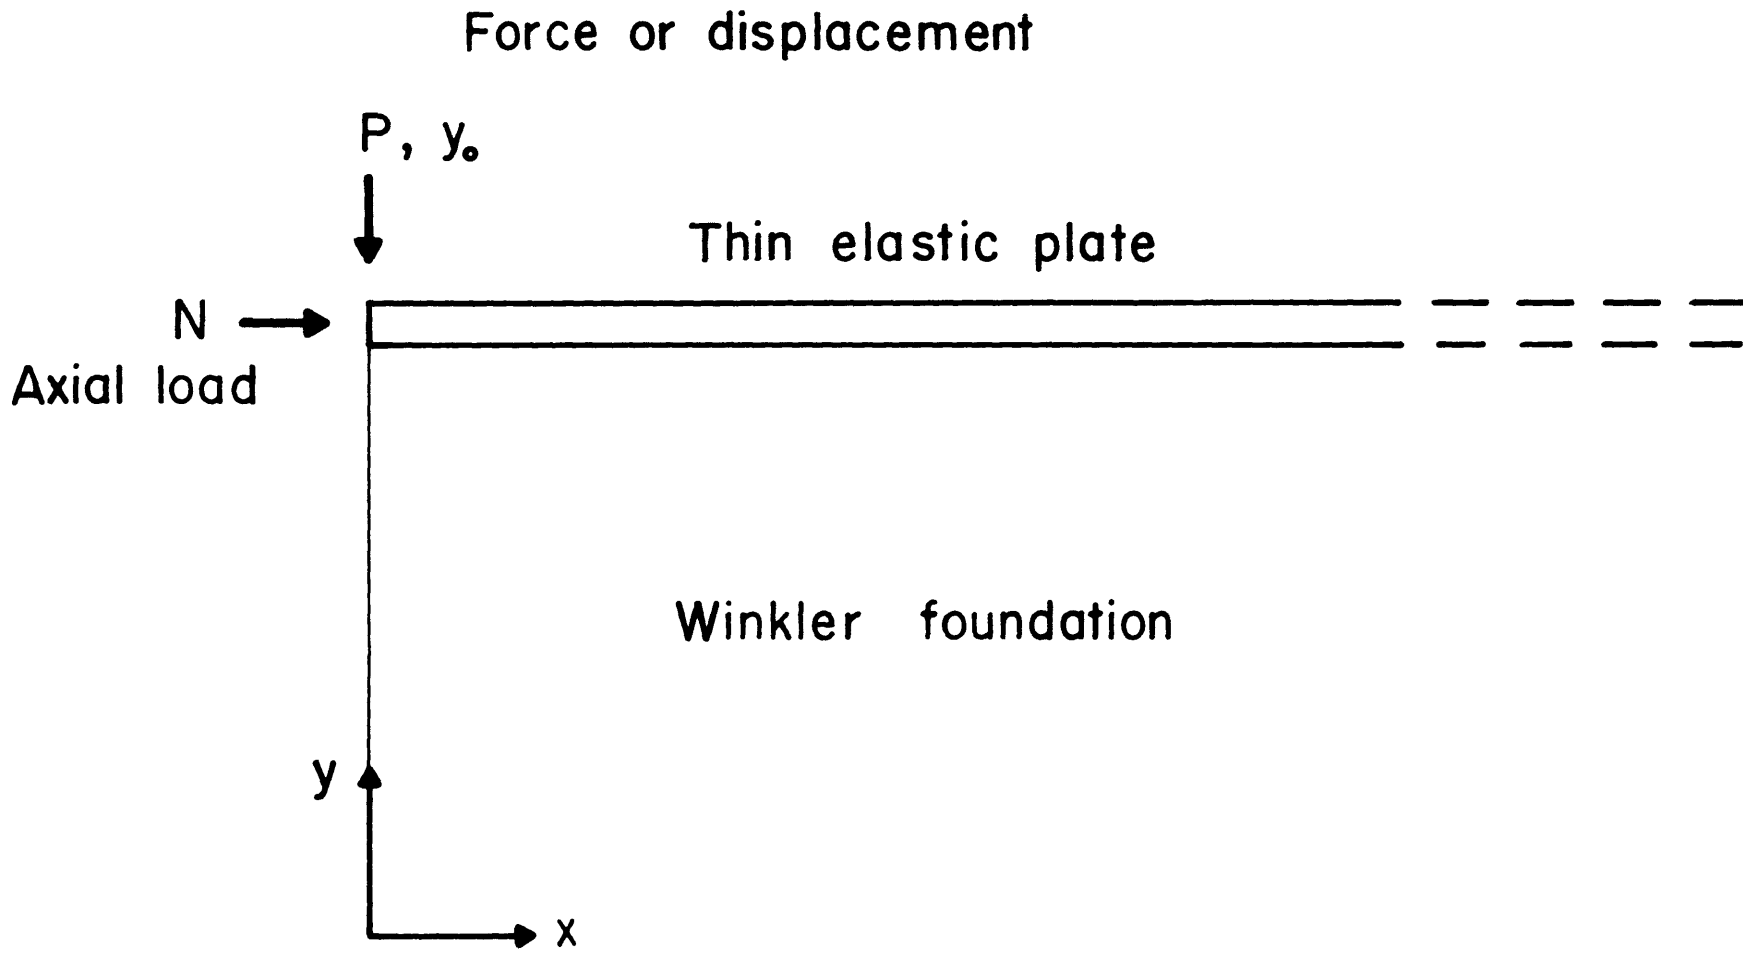 Force or displacement
P, y₀
Thin elastic plate
N
Axial load
Winkler foundation
y
x